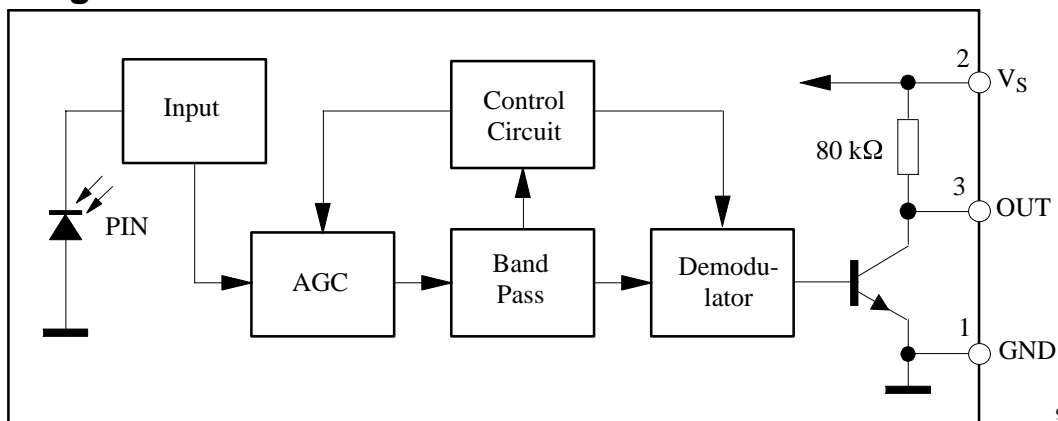 2
V_S
Input
Control
Circuit
80 kΩ
3
OUT
PIN
AGC
Band
Pass
Demodu-
lator
1
GND